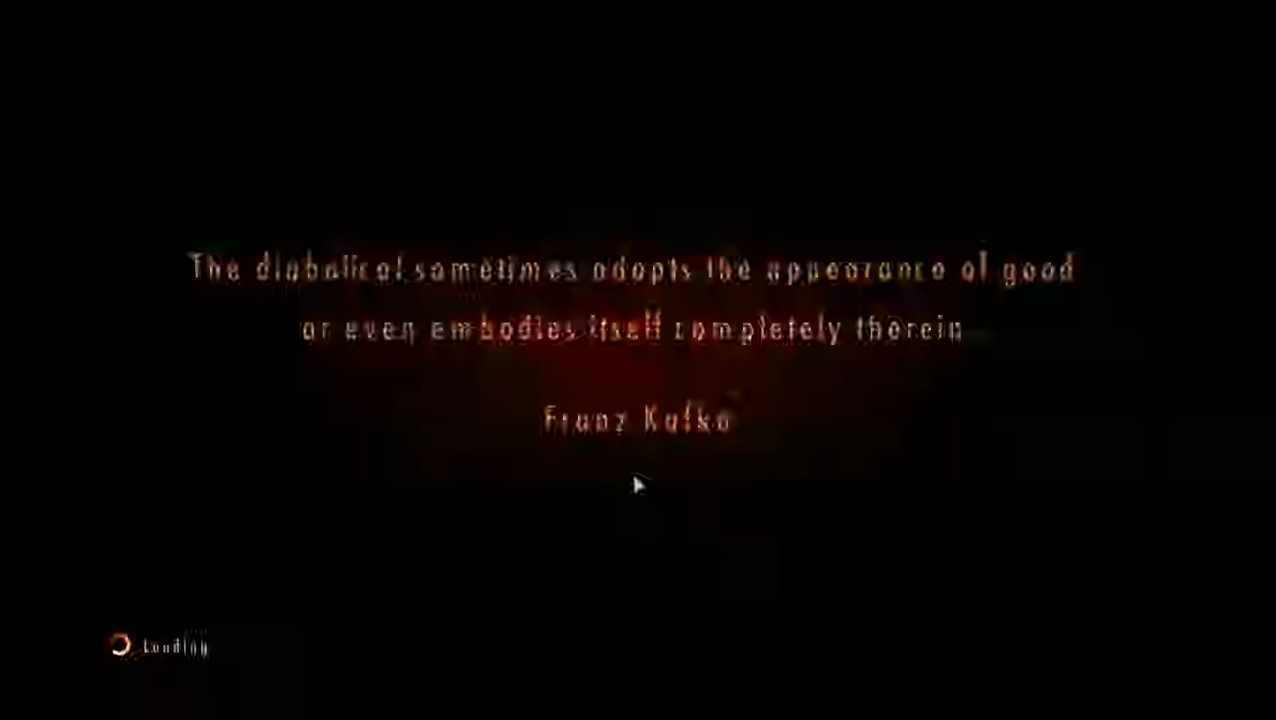 The diabolical sometimes adopts the appearance of good
or even embodies itself completely therein
Franz Kafka
Loading